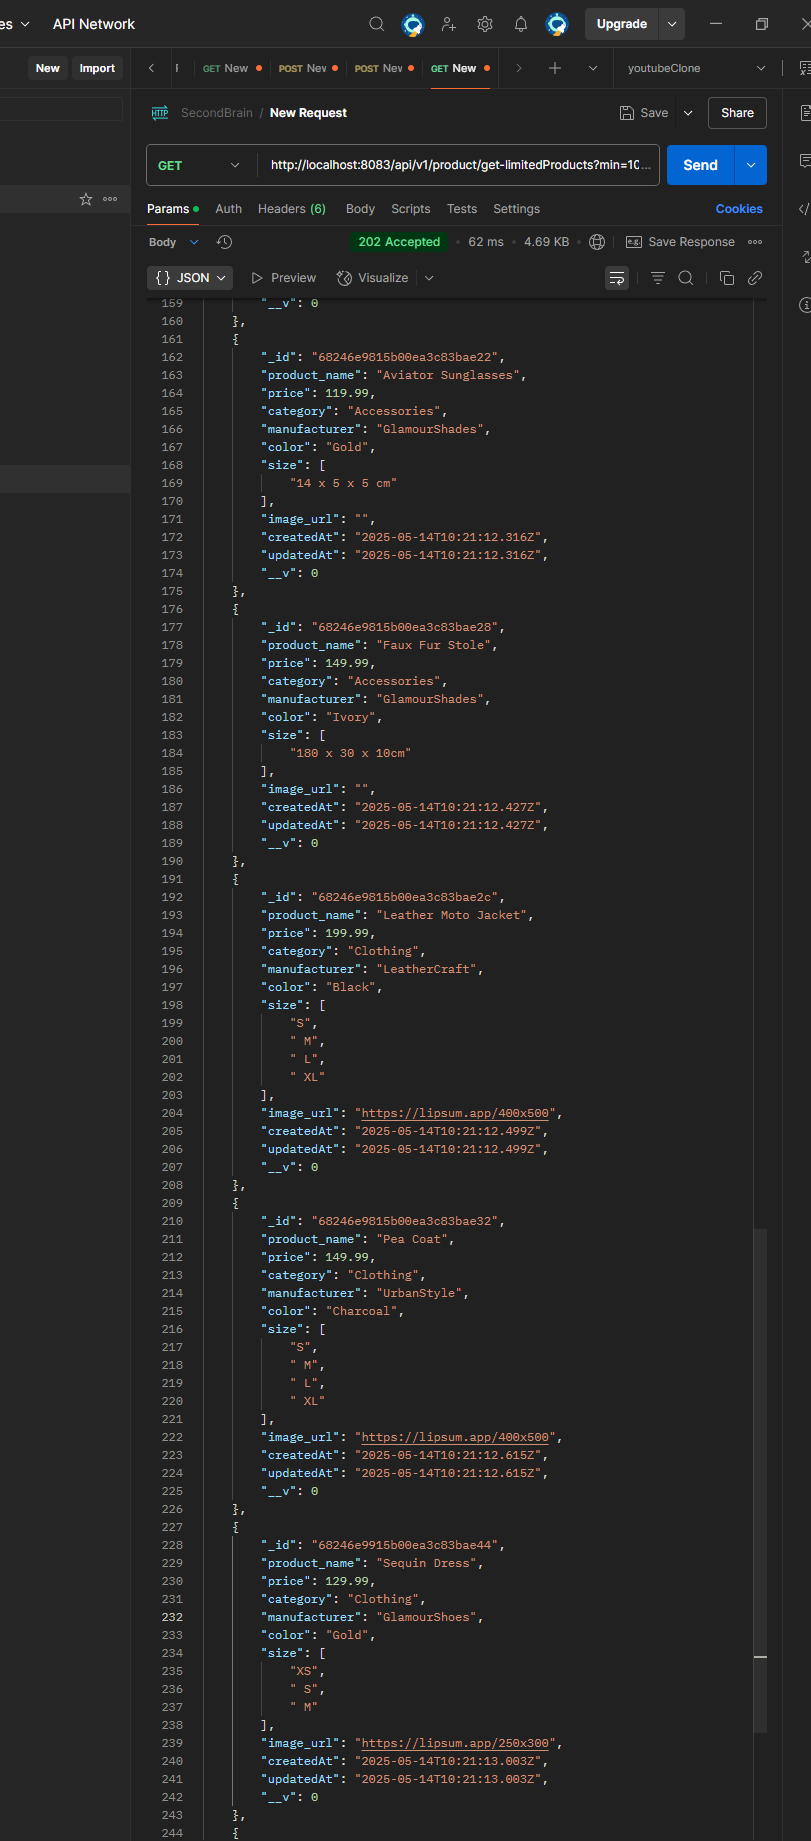 es
API Network
Upgrade
New
Import
GET New
POST Nev
POST Nev
GET New
youtubeClone
HTTP
SecondBrain / New Request
Save
Share
GET
http://localhost:8083/api/v1/product/get-limitedProducts?min=10...
Send
Params
Auth
Headers (6)
Body
Scripts
Tests
Settings
Cookies
Body
202 Accepted
62 ms
4.69 KB
e.g.
Save Response
{} JSON
Preview
Visualize
159 "__v": 0
160 },
161 {
162 "_id": "68246e9815b00ea3c83bae22",
163 "product_name": "Aviator Sunglasses",
164 "price": 119.99,
165 "category": "Accessories",
166 "manufacturer": "GlamourShades",
167 "color": "Gold",
168 "size": [
169 "14 x 5 x 5 cm"
170 ],
171 "image_url": "",
172 "createdAt": "2025-05-14T10:21:12.316Z",
173 "updatedAt": "2025-05-14T10:21:12.316Z",
174 "__v": 0
175 },
176 {
177 "_id": "68246e9815b00ea3c83bae28",
178 "product_name": "Faux Fur Stole",
179 "price": 149.99,
180 "category": "Accessories",
181 "manufacturer": "GlamourShades",
182 "color": "Ivory",
183 "size": [
184 "180 x 30 x 10cm"
185 ],
186 "image_url": "",
187 "createdAt": "2025-05-14T10:21:12.427Z",
188 "updatedAt": "2025-05-14T10:21:12.427Z",
189 "__v": 0
190 },
191 {
192 "_id": "68246e9815b00ea3c83bae2c",
193 "product_name": "Leather Moto Jacket",
194 "price": 199.99,
195 "category": "Clothing",
196 "manufacturer": "LeatherCraft",
197 "color": "Black",
198 "size": [
199 "S",
200 " M",
201 " L",
202 " XL"
203 ],
204 "image_url": "https://lipsum.app/400x500",
205 "createdAt": "2025-05-14T10:21:12.499Z",
206 "updatedAt": "2025-05-14T10:21:12.499Z",
207 "__v": 0
208 },
209 {
210 "_id": "68246e9815b00ea3c83bae32",
211 "product_name": "Pea Coat",
212 "price": 149.99,
213 "category": "Clothing",
214 "manufacturer": "UrbanStyle",
215 "color": "Charcoal",
216 "size": [
217 "S",
218 " M",
219 " L",
220 " XL"
221 ],
222 "image_url": "https://lipsum.app/400x500",
223 "createdAt": "2025-05-14T10:21:12.615Z",
224 "updatedAt": "2025-05-14T10:21:12.615Z",
225 "__v": 0
226 },
227 {
228 "_id": "68246e9915b00ea3c83bae44",
229 "product_name": "Sequin Dress",
230 "price": 129.99,
231 "category": "Clothing",
232 "manufacturer": "GlamourShoes",
233 "color": "Gold",
234 "size": [
235 "XS",
236 " S",
237 " M"
238 ],
239 "image_url": "https://lipsum.app/250x300",
240 "createdAt": "2025-05-14T10:21:13.003Z",
241 "updatedAt": "2025-05-14T10:21:13.003Z",
242 "__v": 0
243 },
244 {